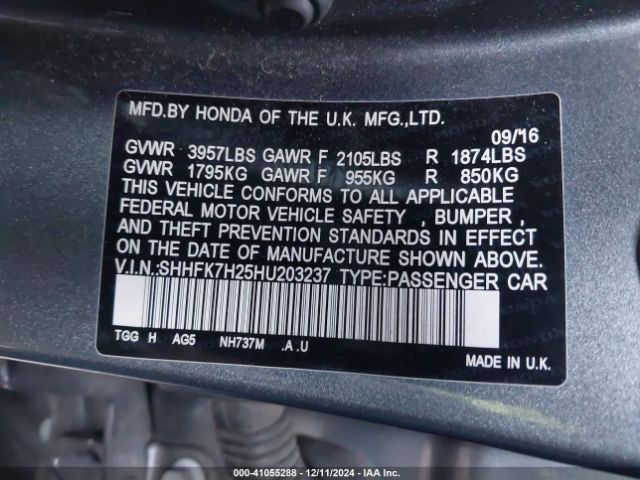 MFD.BY HONDA OF THE U.K. MFG.,LTD.
09/16
GVWR 3957LBS GAWR F 2105LBS R 1874LBS
GVWR 1795KG GAWR F 955KG R 850KG
THIS VEHICLE CONFORMS TO ALL APPLICABLE
FEDERAL MOTOR VEHICLE SAFETY , BUMPER ,
AND THEFT PREVENTION STANDARDS IN EFFECT
ON THE DATE OF MANUFACTURE SHOWN ABOVE.
V.I.N.:SHHFK7H25HU203237 TYPE:PASSENGER CAR
TGG H AG5 NH737M .A .U
MADE IN U.K.
000-41055288 - 12/11/2024 - IAA Inc.